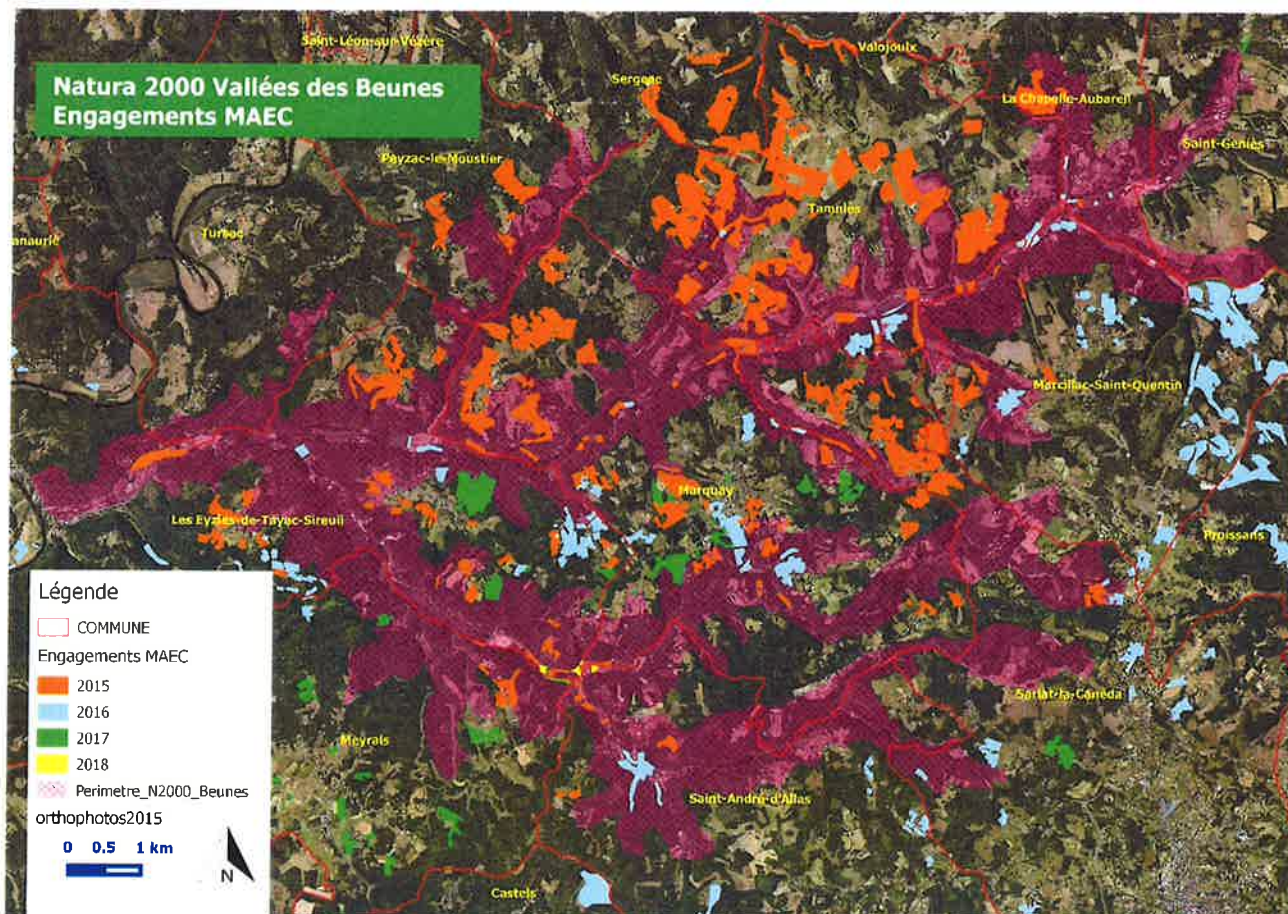 Saint-Léon-sur-Vézère
Valojoulx
Natura 2000 Vallées des Beunes
Engagements MAEC
Sergeac
La Chapelle-Aubareil
Peyzac-le-Moustier
Saint-Geniès
Tamniès
Tursac
anaurie
Marcillac-Saint-Quentin
Marquay
Les Eyzies-de-Tayac-Sireuil
Proissans
Légende
COMMUNE
Engagements MAEC
2015
2016
2017
2018
Perimetre_N2000_Beunes
orthophotos2015
0 0.5 1 km
N
Sarlat-la-Canéda
Meyrals
Saint-André-d'Allas
Castels